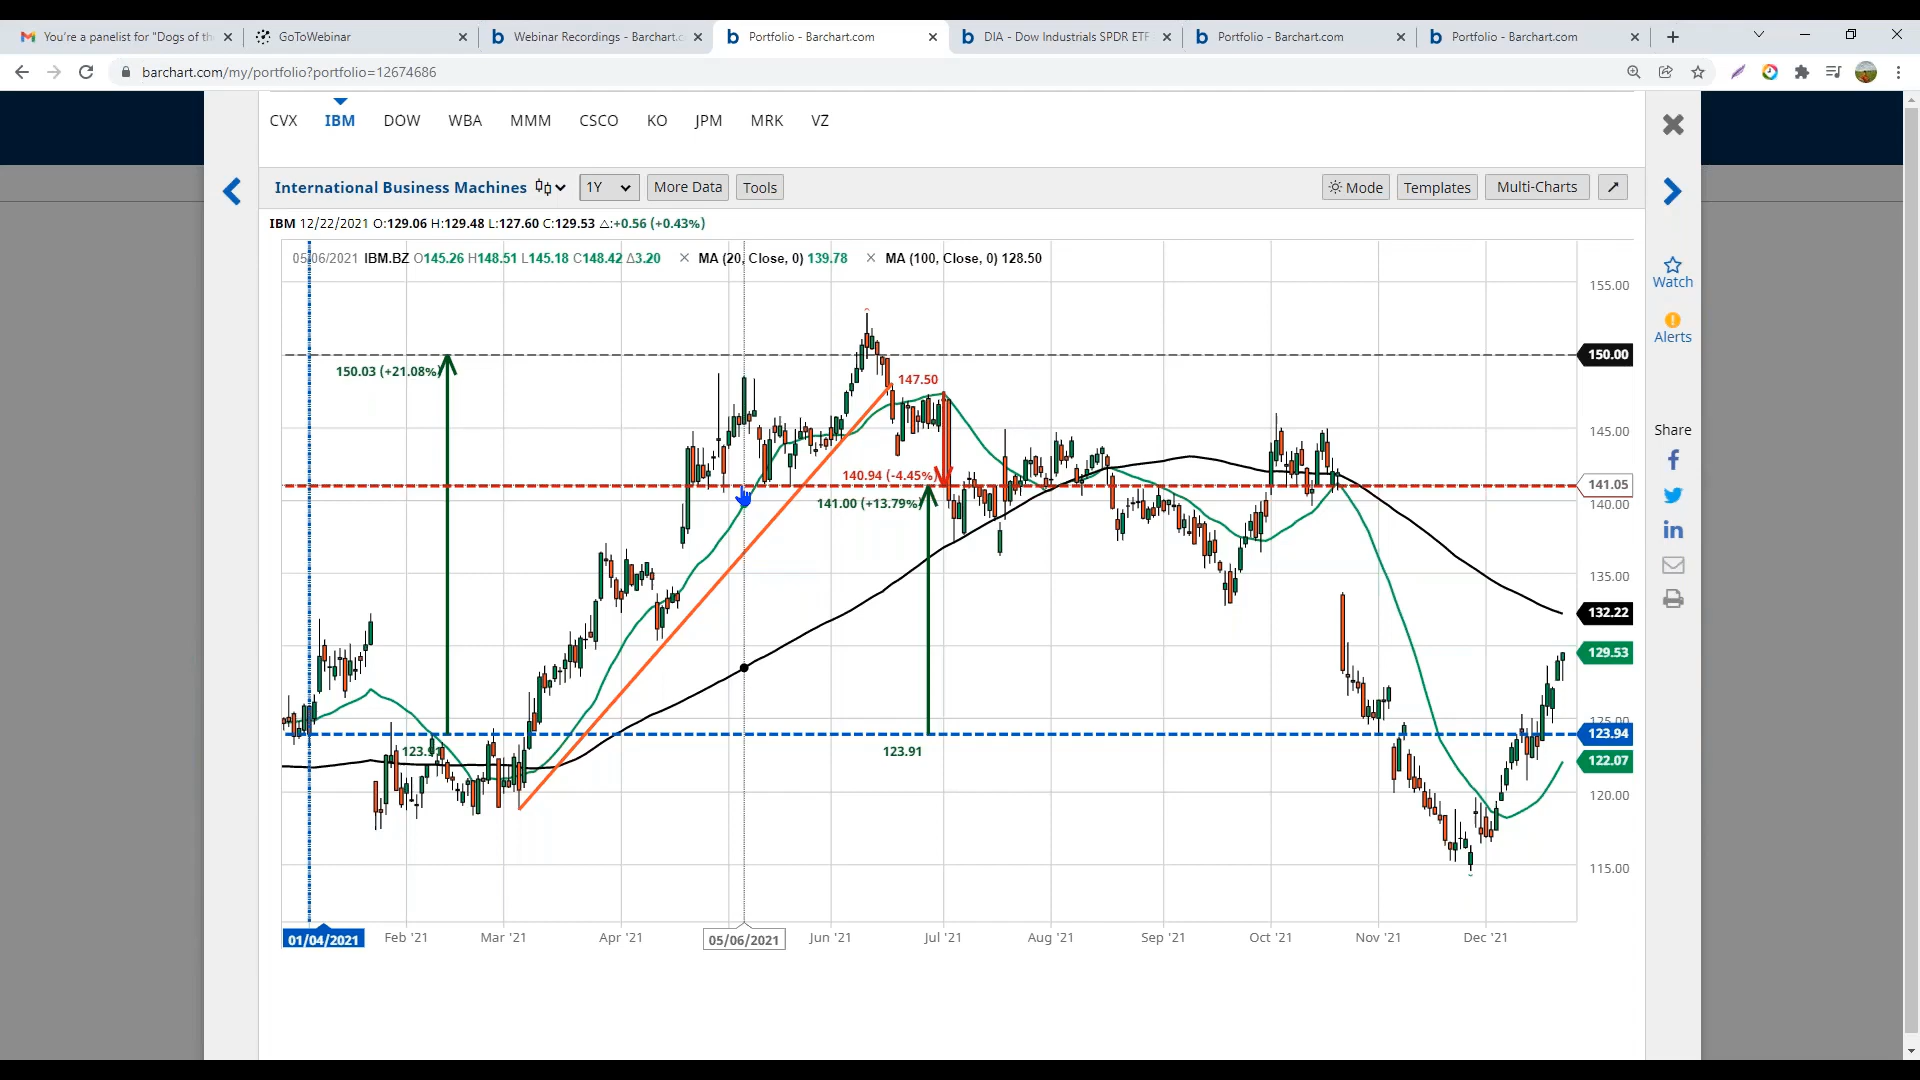 You're a panelist for "Dogs of th
GoToWebinar
Webinar Recordings - Barchart.c
Portfolio - Barchart.com
DIA - Dow Industrials SPDR ETF
Portfolio - Barchart.com
Portfolio - Barchart.com
barchart.com/my/portfolio?portfolio=12674686
CVX IBM DOW WBA MMM CSCO KO JPM MRK VZ
International Business Machines 1Y More Data Tools Mode Templates Multi-Charts
IBM 12/22/2021 O:129.06 H:129.48 L:127.60 C:129.53 △:+0.56 (+0.43%)
05/06/2021 IBM.BZ O145.26 H148.51 L145.18 C148.42 Δ3.20 × MA (20, Close, 0) 139.78 × MA (100, Close, 0) 128.50
Watch
Alerts
Share
155.00
150.00
145.00
141.05
140.00
135.00
132.22
129.53
125.00
123.94
122.07
120.00
115.00
150.03 (+21.08%)
147.50
140.94 (-4.45%)
141.00 (+13.79%)
123.91
123.91
01/04/2021 Feb '21 Mar '21 Apr '21 05/06/2021 Jun '21 Jul '21 Aug '21 Sep '21 Oct '21 Nov '21 Dec '21